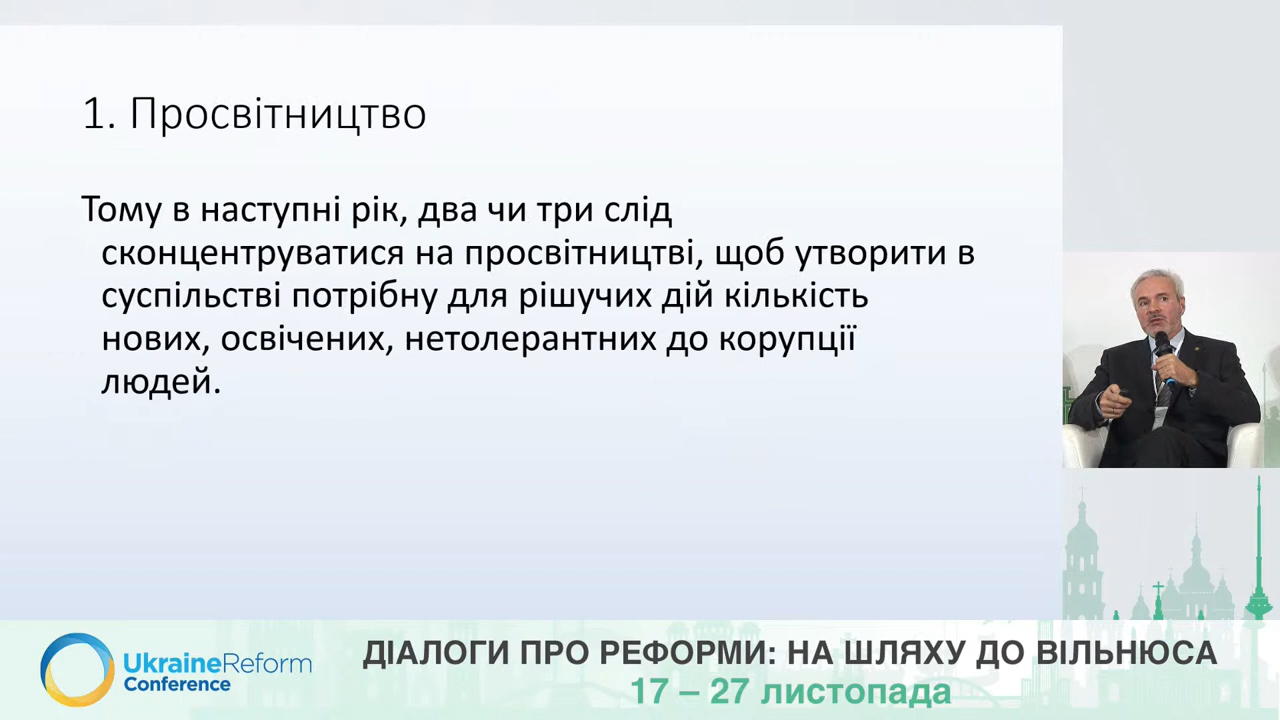 1. Просвітництво
Тому в наступні рік, два чи три слід
сконцентруватися на просвітництві, щоб утворити в
суспільстві потрібну для рішучих дій кількість
нових, освічених, нетолерантних до корупції
людей.
UkraineReform
Conference
ДІАЛОГИ ПРО РЕФОРМИ: НА ШЛЯХУ ДО ВІЛЬНЮСА
17 – 27 листопада